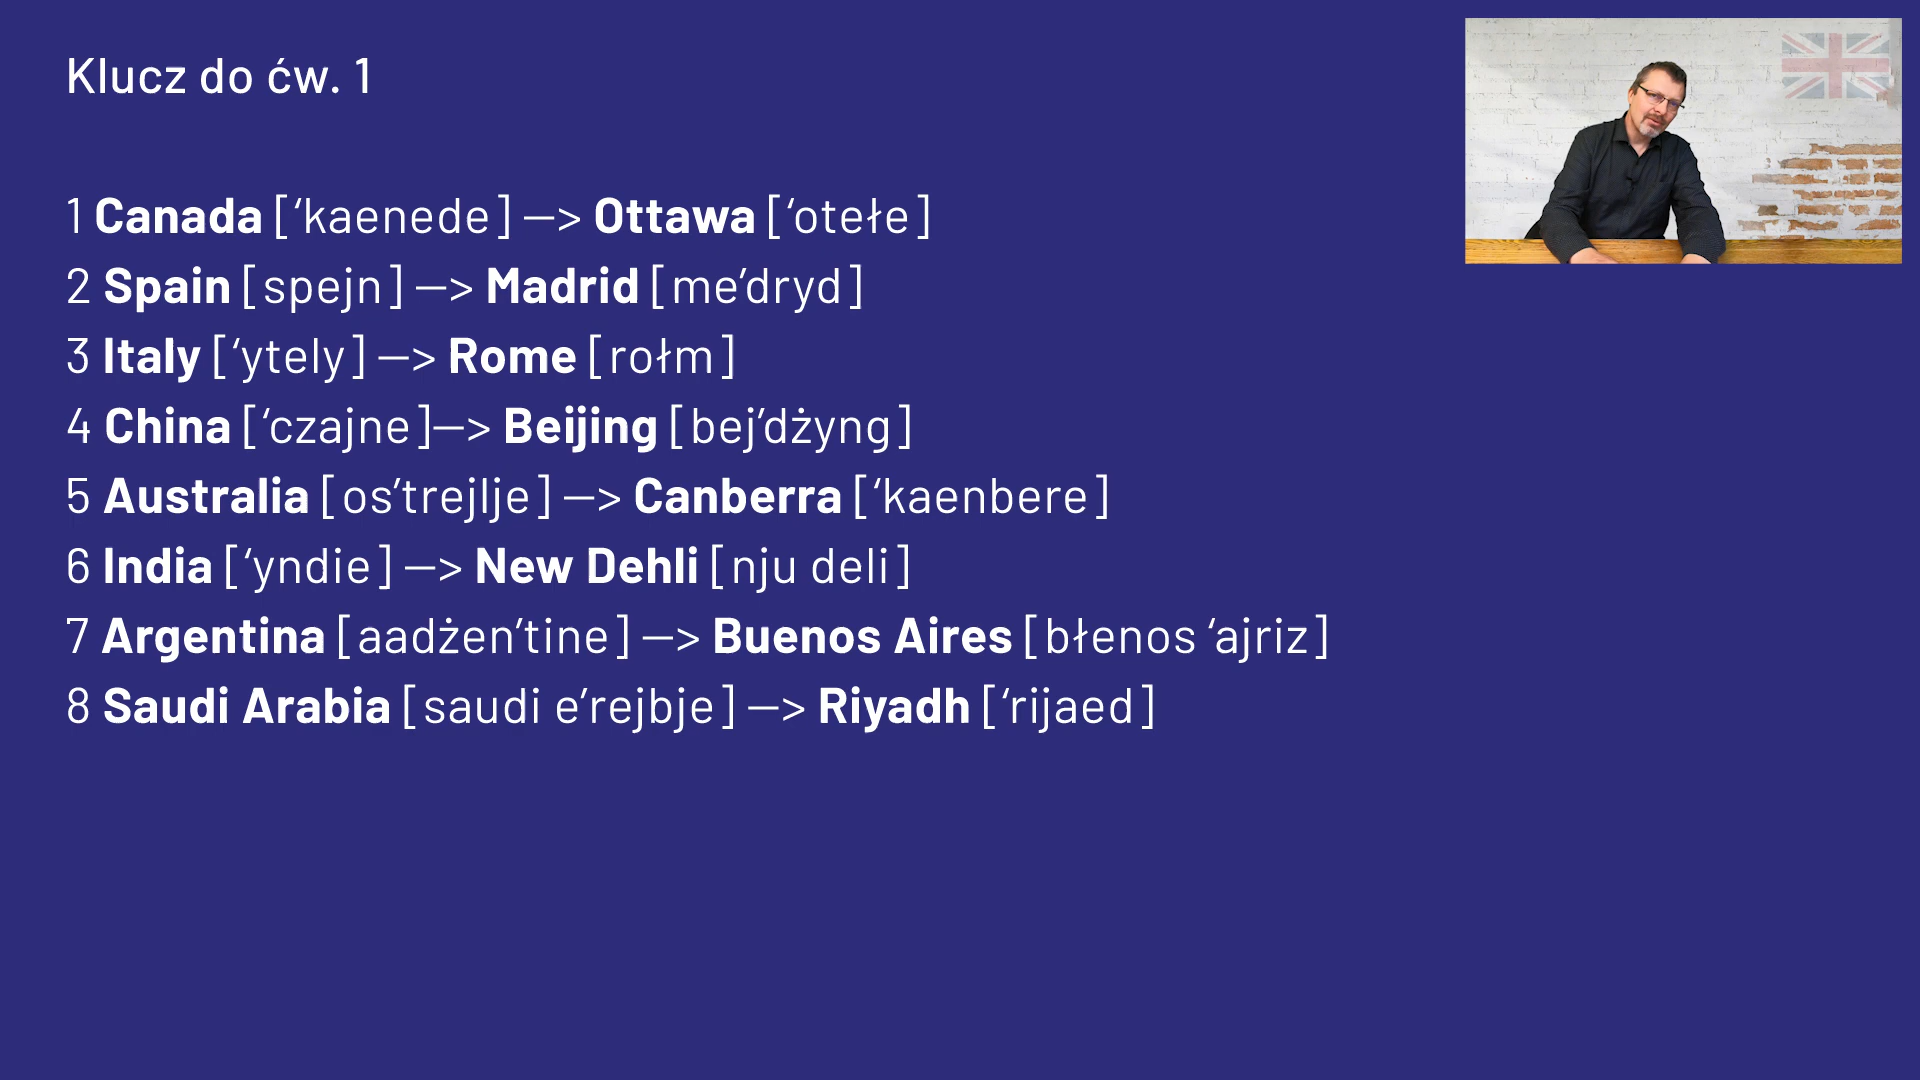 Klucz do ćw. 1
1 Canada [‘kaenede] —> Ottawa [‘otełe]
2 Spain [spejn] —> Madrid [me’dryd]
3 Italy [‘ytely] —> Rome [rołm]
4 China [‘czajne]—> Beijing [bej’dżyng]
5 Australia [os’trejlje] —> Canberra [‘kaenbere]
6 India [‘yndie] —> New Dehli [nju deli]
7 Argentina [aadżen’tine] —> Buenos Aires [błenos ‘ajriz]
8 Saudi Arabia [saudi e’rejbje] —> Riyadh [‘rijaed]